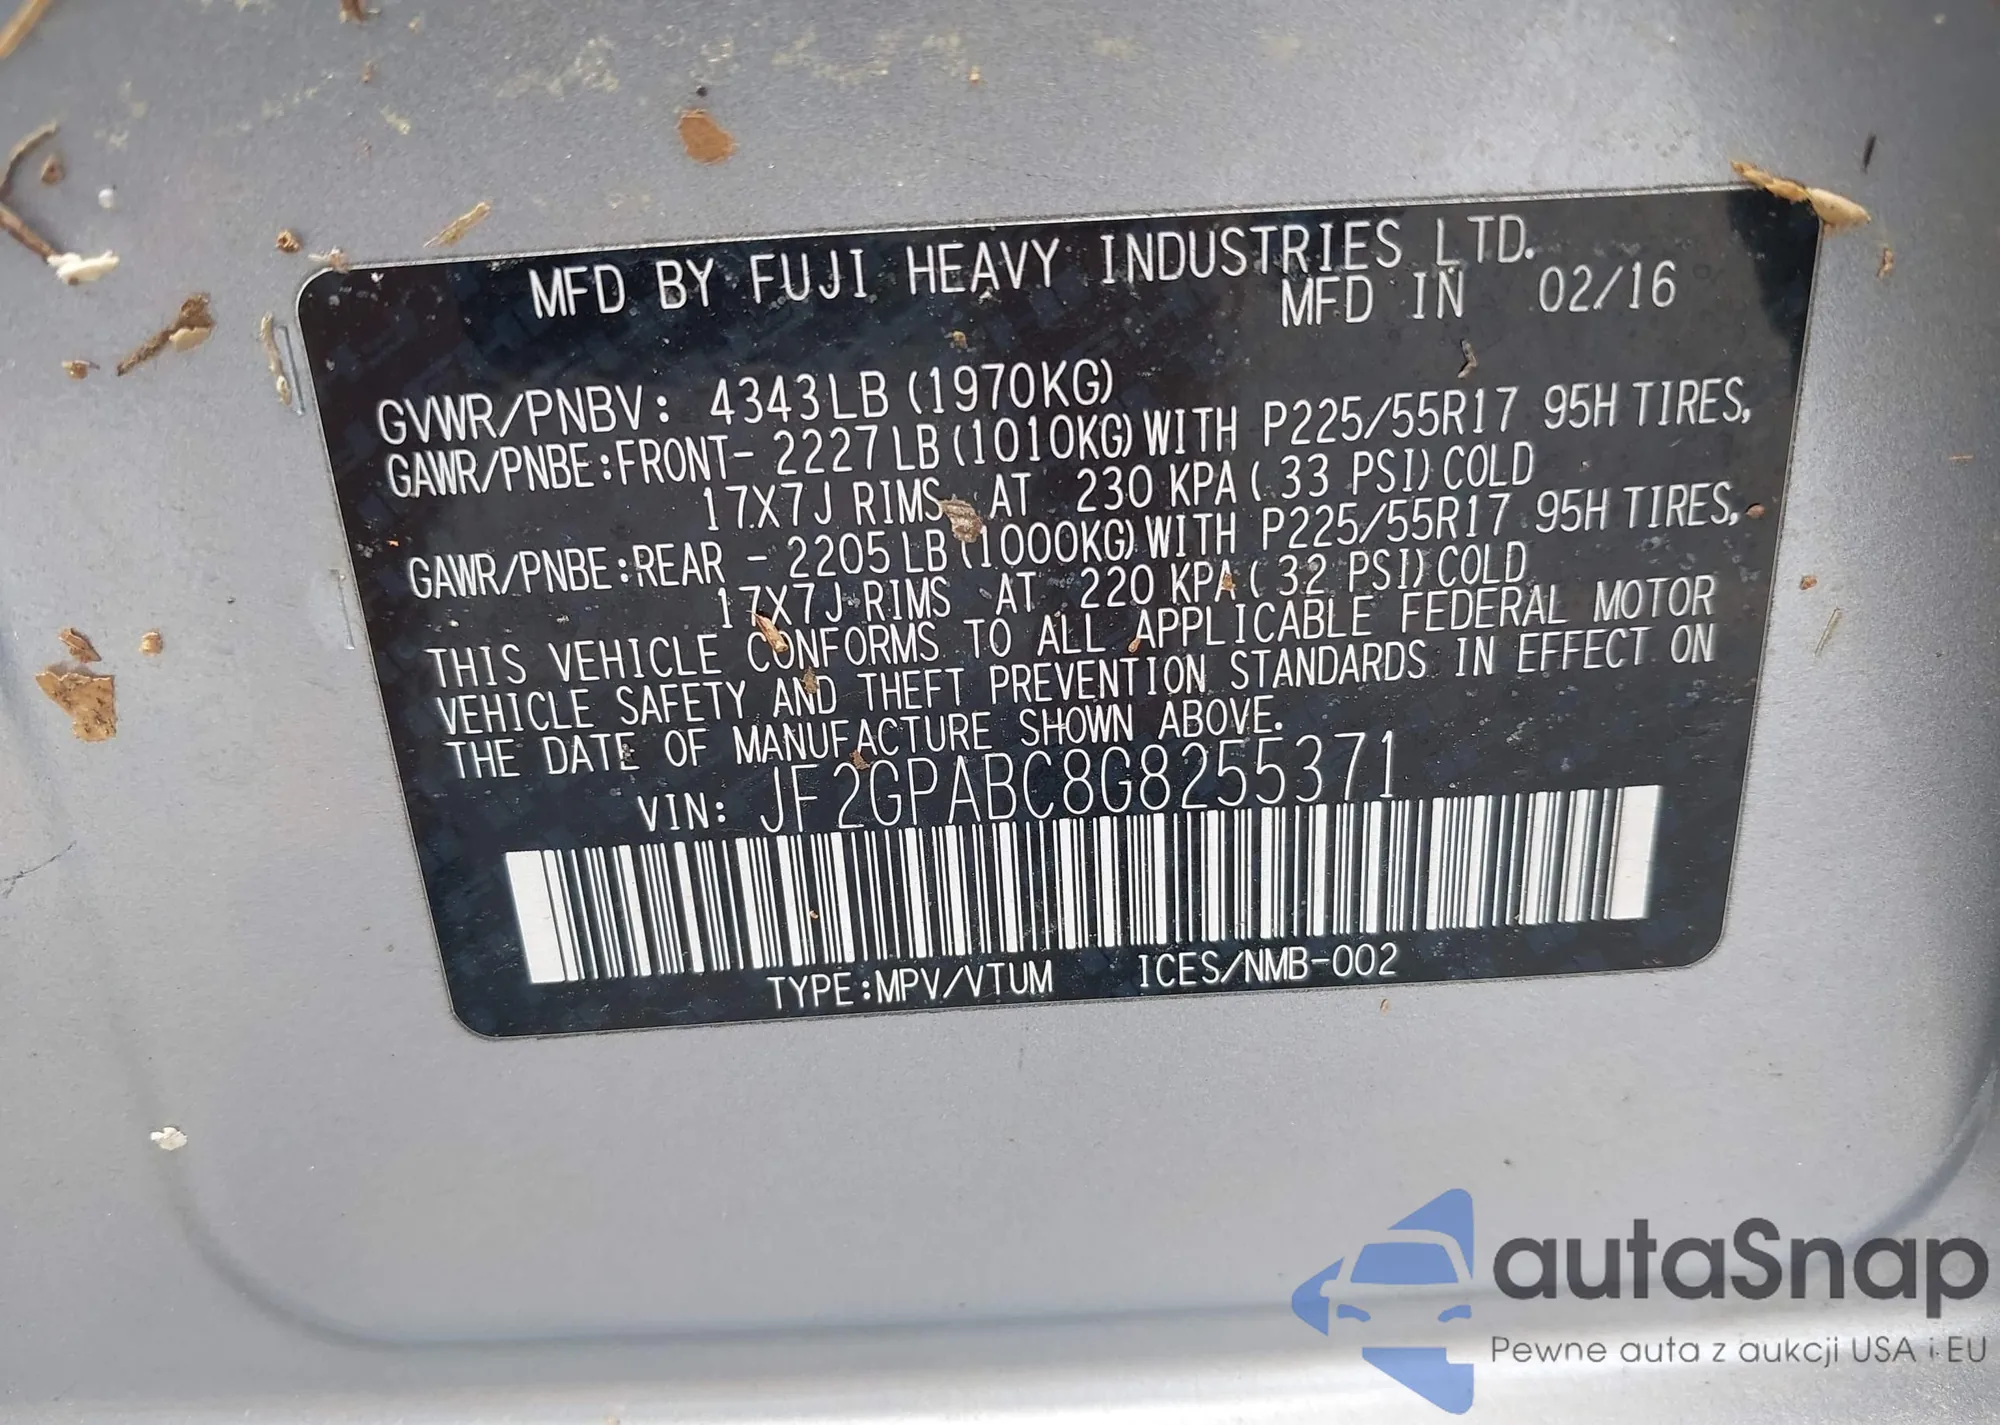 MFD BY FUJI HEAVY INDUSTRIES LTD.
MFD IN 02/16
GVWR/PNBV: 4343LB (1970KG)
GAWR/PNBE:FRONT- 2227LB (1010KG) WITH P225/55R17 95H TIRES,
17X7J RIMS AT 230 KPA ( 33 PSI) COLD
GAWR/PNBE:REAR - 2205LB (1000KG) WITH P225/55R17 95H TIRES,
17X7J RIMS AT 220 KPA ( 32 PSI) COLD
THIS VEHICLE CONFORMS TO ALL APPLICABLE FEDERAL MOTOR
VEHICLE SAFETY AND THEFT PREVENTION STANDARDS IN EFFECT ON
THE DATE OF MANUFACTURE SHOWN ABOVE.
VIN: JF2GPABC8G8255371
TYPE:MPV/VTUM ICES/NMB-002
autaSnap
Pewne auta z aukcji USA i EU